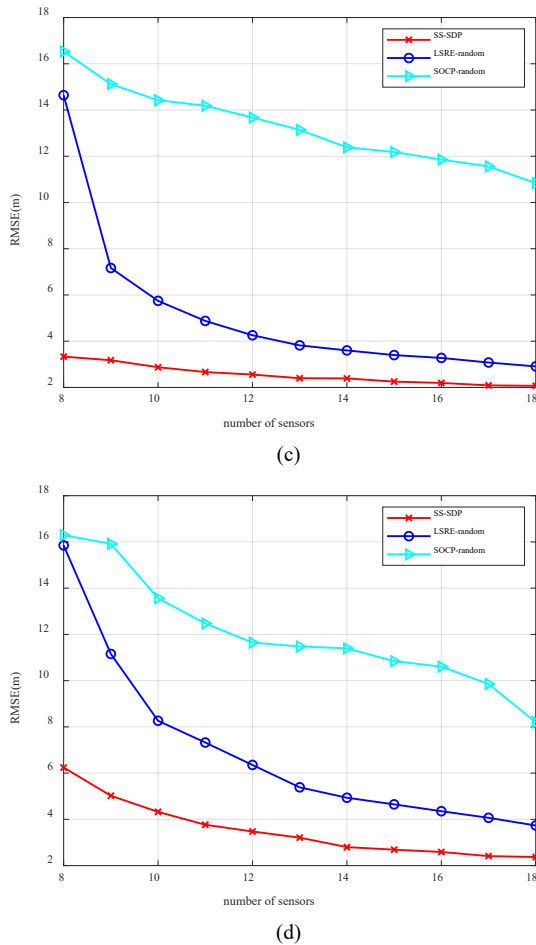 18
16
14
12
10
8
6
4
2
RMSE(m)
SS-SDP
LSRE-random
SOCP-random
8
10
12
14
16
18
number of sensors
(c)
18
16
14
12
10
8
6
4
2
RMSE(m)
SS-SDP
LSRE-random
SOCP-random
8
10
12
14
16
18
number of sensors
(d)